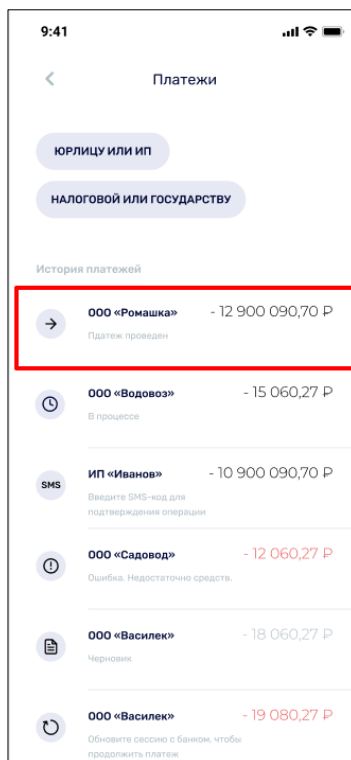 9:41
Платежи
ЮРЛИЦУ ИЛИ ИП
НАЛОГОВОЙ ИЛИ ГОСУДАРСТВУ
История платежей
ООО «Ромашка» - 12 900 090,70 ₽
Пдатеж проведен
ООО «Водовоз» - 15 060,27 ₽
В процессе
SMS ИП «Иванов» - 10 900 090,70 ₽
Введите SMS-код для
подтверждения операции
ООО «Садовод» - 12 060,27 ₽
Ошибка. Недостаточно средств.
ООО «Василек» - 18 060,27 ₽
Черновик
ООО «Василек» - 19 080,27 ₽
Обновите сессию с банком, чтобы
продолжить платеж